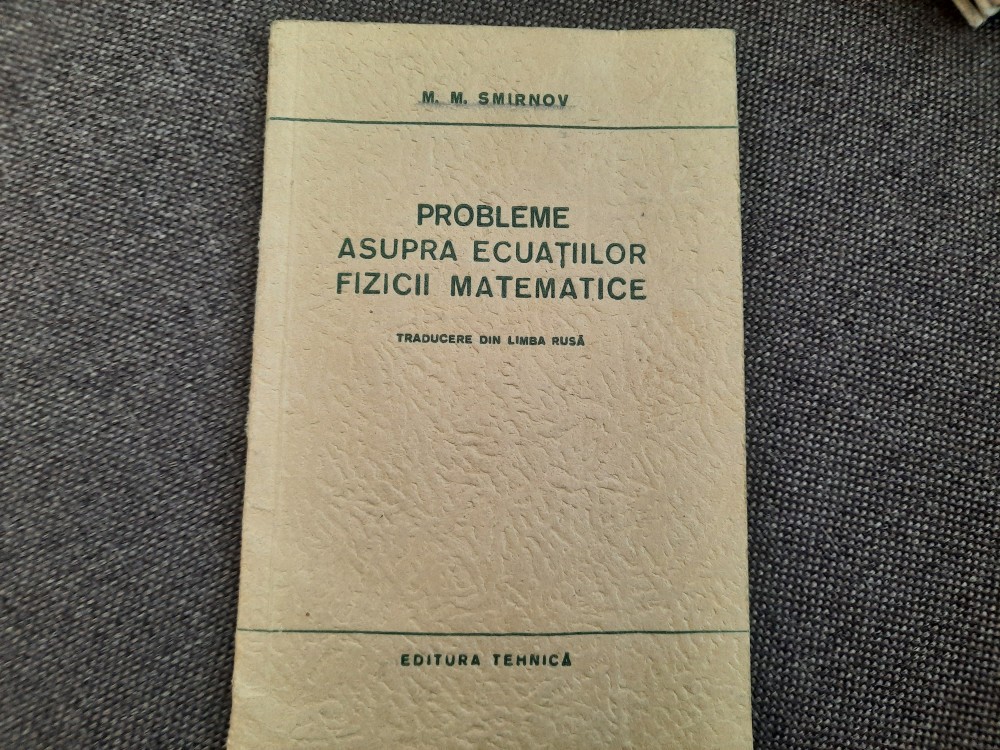 M. M. SMIRNOV
PROBLEME
ASUPRA ECUAȚIILOR
FIZICII MATEMATICE
TRADUCERE DIN LIMBA RUSĂ
EDITURA TEHNICĂ